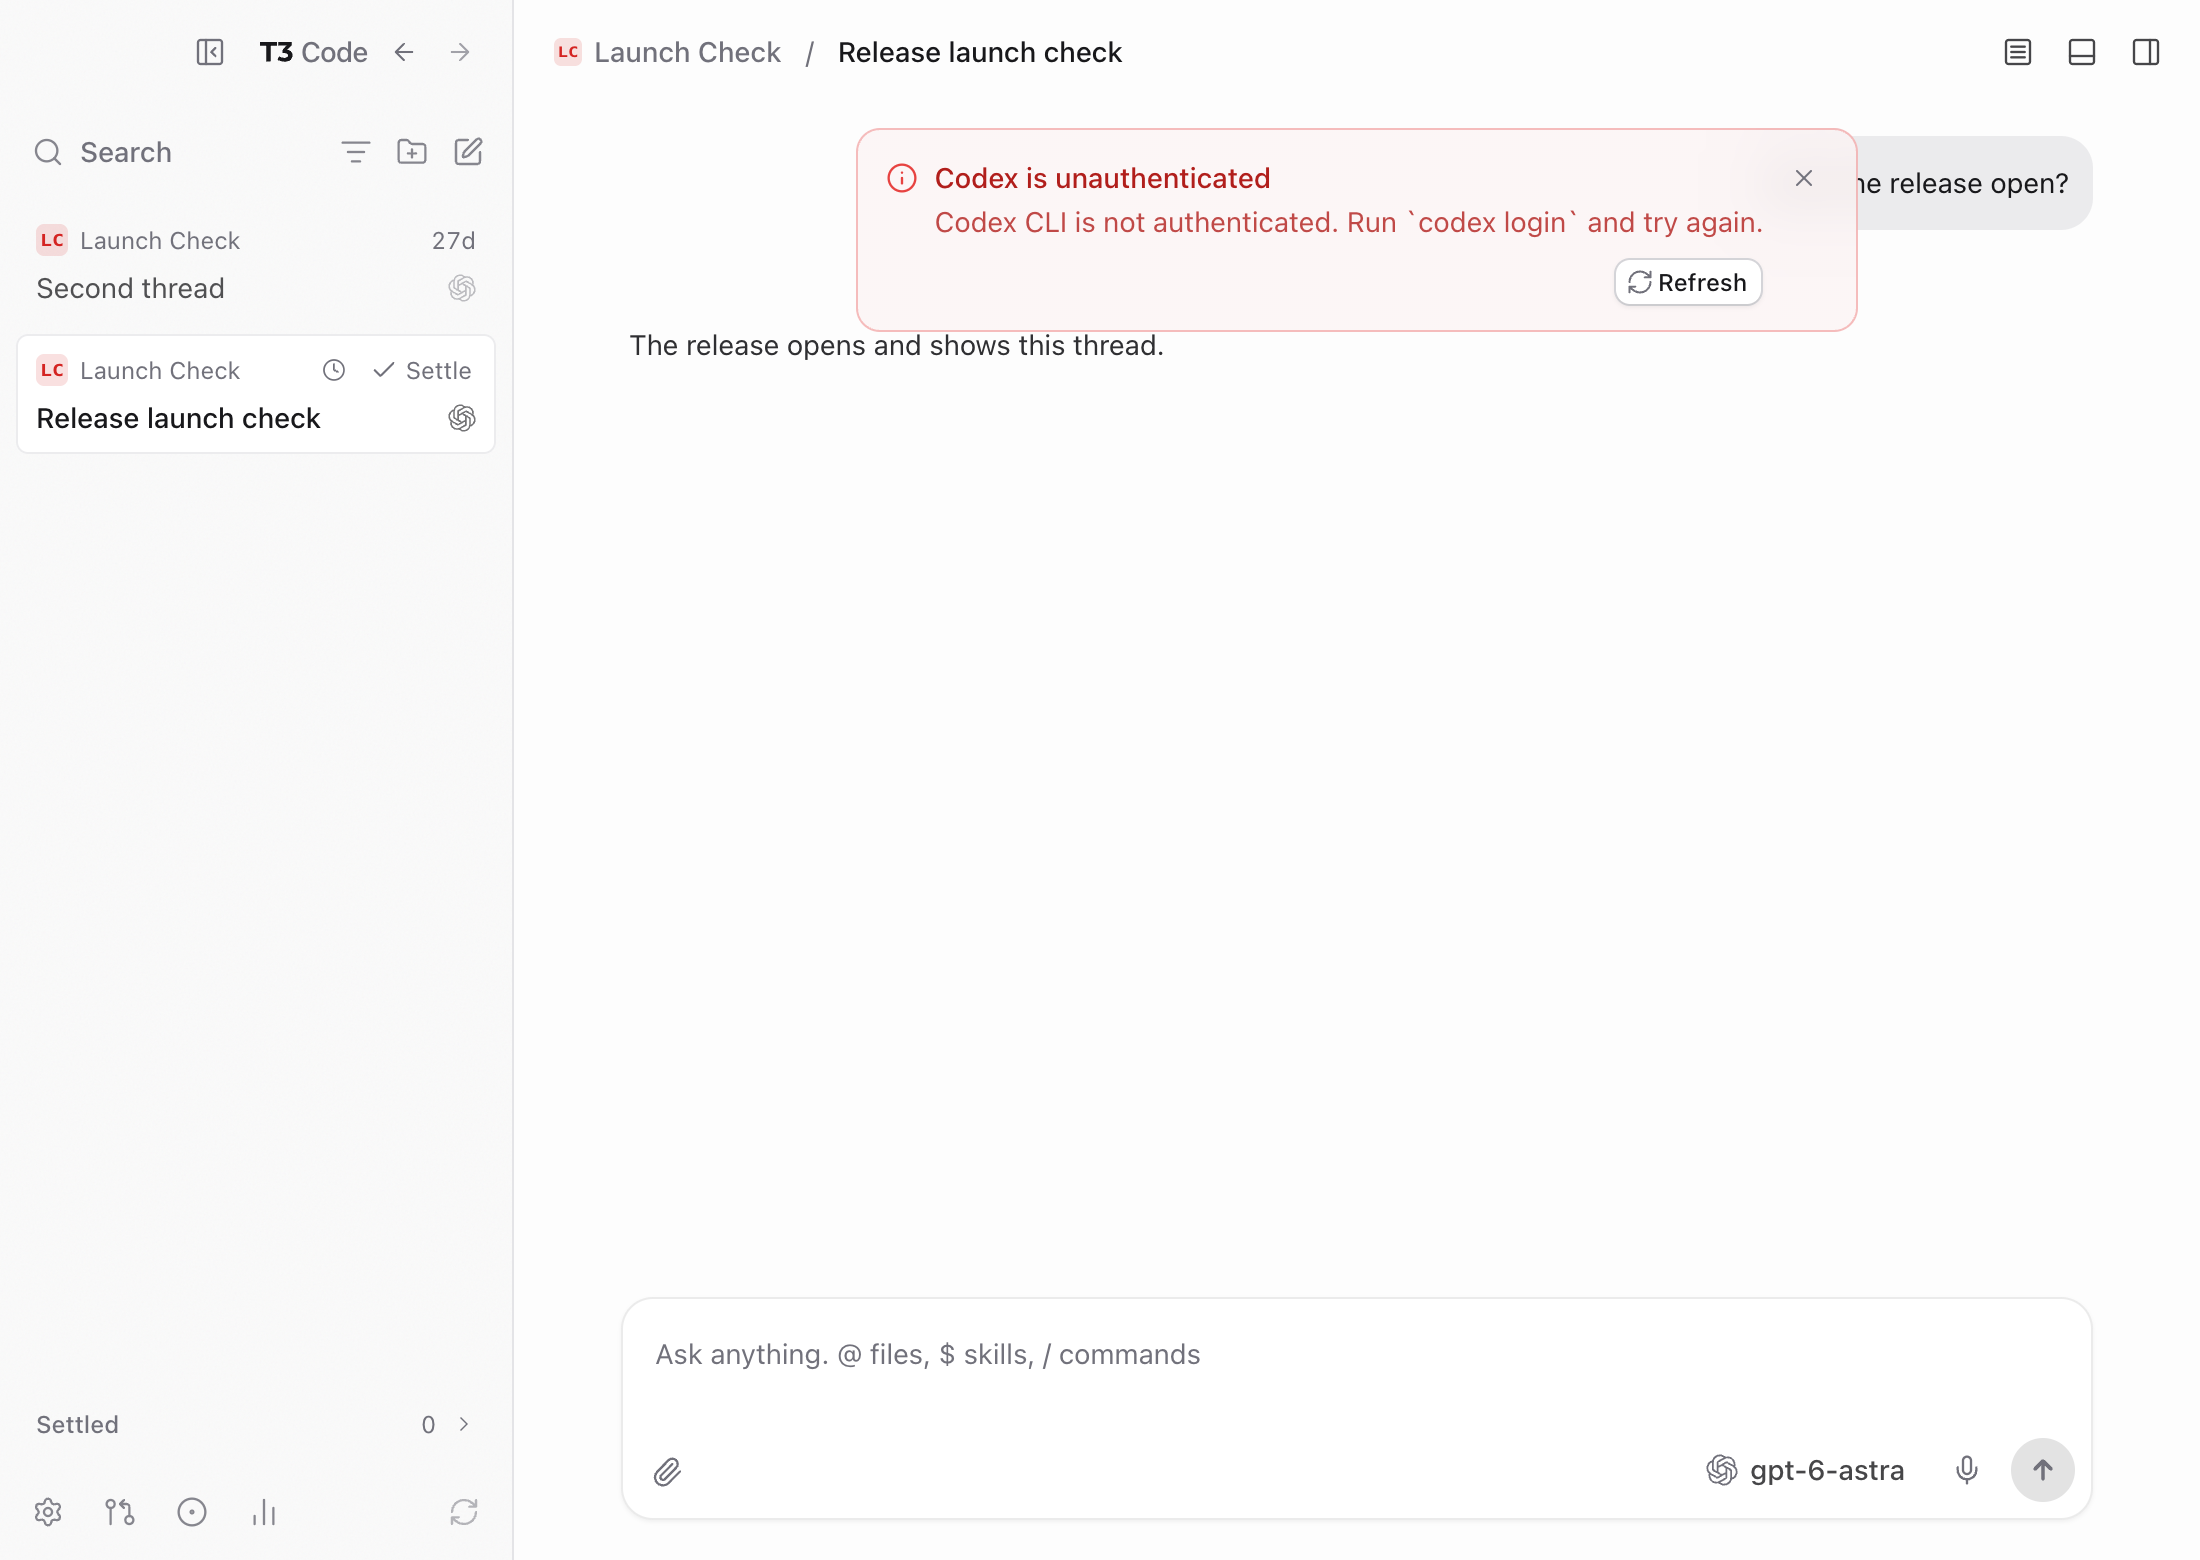 T3 Code
Search
LC Launch Check 27d
Second thread
LC Launch Check Settle
Release launch check
Settled 0
LC Launch Check / Release launch check
release open?
Codex is unauthenticated
Codex CLI is not authenticated. Run `codex login` and try again.
Refresh
The release opens and shows this thread.
Ask anything. @ files, $ skills, / commands
gpt-6-astra